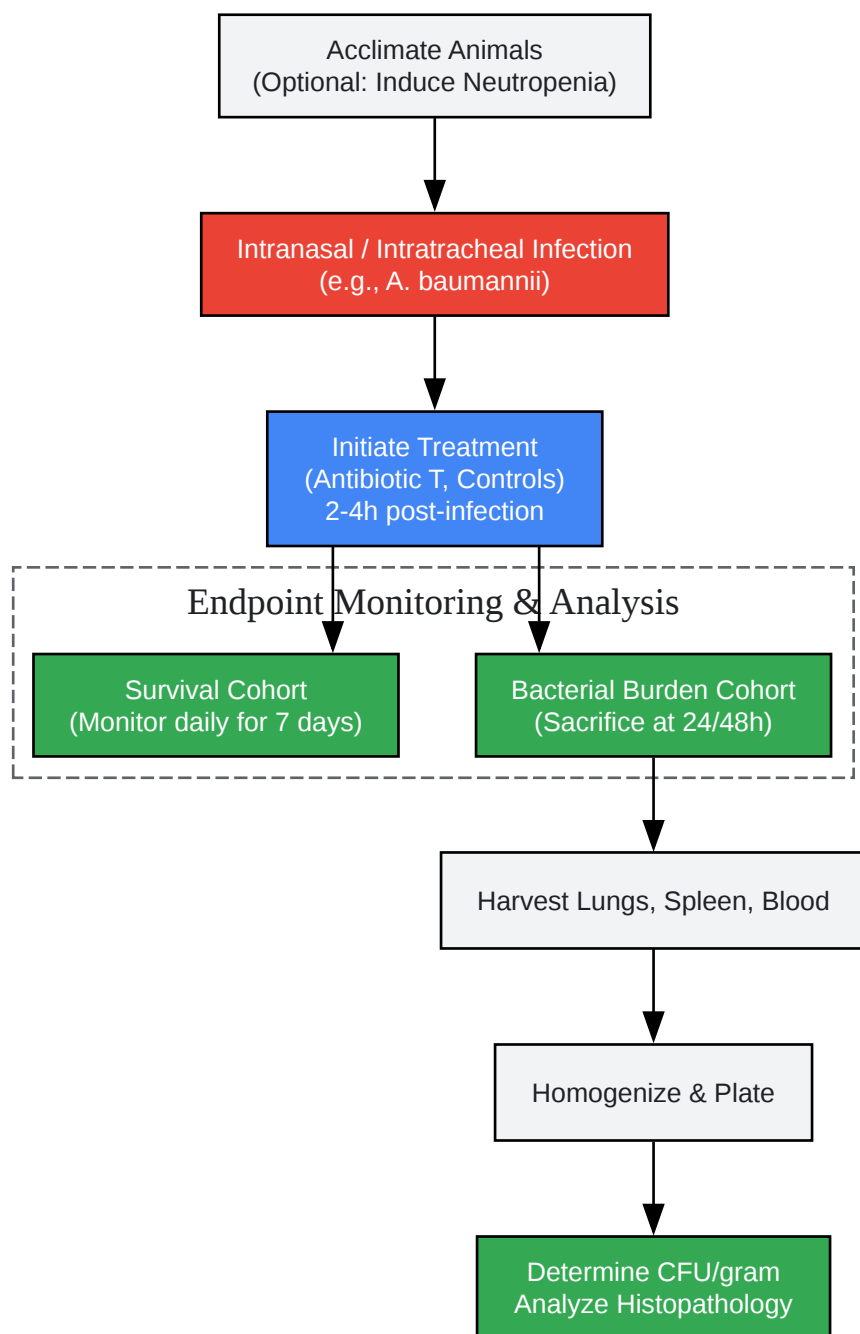 Acclimate Animals
(Optional: Induce Neutropenia)
Intranasal / Intratracheal Infection
(e.g., A. baumannii)
Initiate Treatment
(Antibiotic T, Controls)
2-4h post-infection
Endpoint Monitoring & Analysis
Survival Cohort
(Monitor daily for 7 days)
Bacterial Burden Cohort
(Sacrifice at 24/48h)
Harvest Lungs, Spleen, Blood
Homogenize & Plate
Determine CFU/gram
Analyze Histopathology